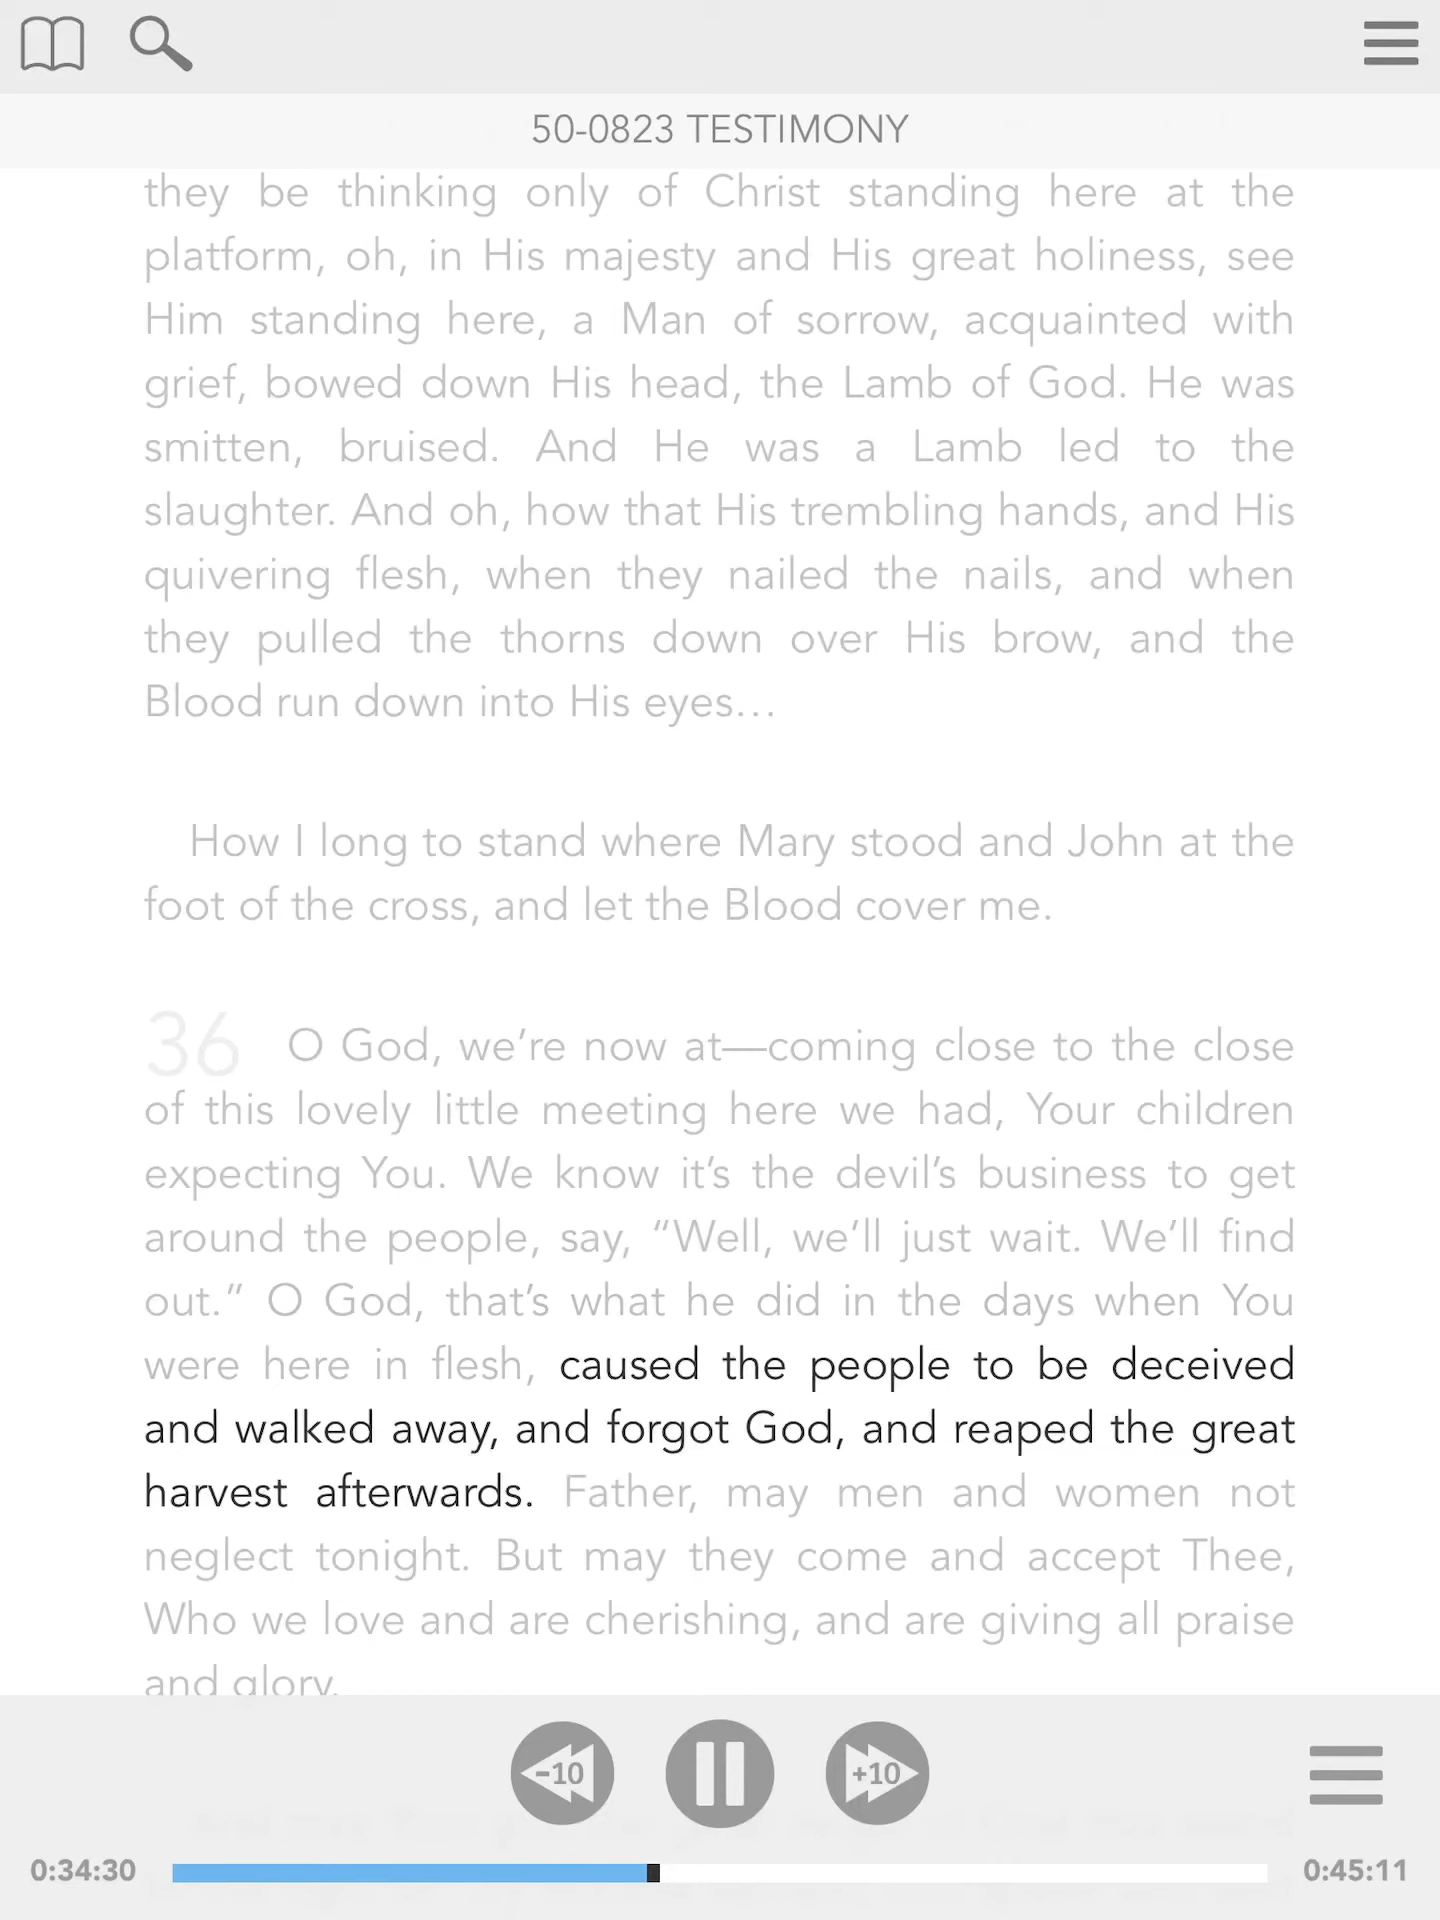 50-0823 TESTIMONY
they be thinking only of Christ standing here at the
platform, oh, in His majesty and His great holiness, see
Him standing here, a Man of sorrow, acquainted with
grief, bowed down His head, the Lamb of God. He was
smitten, bruised. And He was a Lamb led to the
slaughter. And oh, how that His trembling hands, and His
quivering flesh, when they nailed the nails, and when
they pulled the thorns down over His brow, and the
Blood run down into His eyes…
How I long to stand where Mary stood and John at the
foot of the cross, and let the Blood cover me.
36 O God, we’re now at—coming close to the close
of this lovely little meeting here we had, Your children
expecting You. We know it’s the devil’s business to get
around the people, say, “Well, we’ll just wait. We’ll find
out.” O God, that’s what he did in the days when You
were here in flesh, caused the people to be deceived
and walked away, and forgot God, and reaped the great
harvest afterwards. Father, may men and women not
neglect tonight. But may they come and accept Thee,
Who we love and are cherishing, and are giving all praise
and glory.
-10 +10
0:34:30 0:45:11